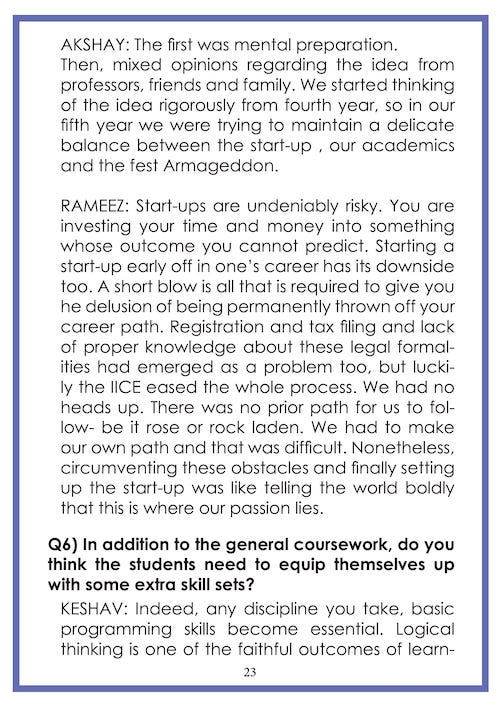 AKSHAY: The first was mental preparation.
Then, mixed opinions regarding the idea from
professors, friends and family. We started thinking
of the idea rigorously from fourth year, so in our
fifth year we were trying to maintain a delicate
balance between the start-up , our academics
and the fest Armageddon.
RAMEEZ: Start-ups are undeniably risky. You are
investing your time and money into something
whose outcome you cannot predict. Starting a
start-up early off in one’s career has its downside
too. A short blow is all that is required to give you
he delusion of being permanently thrown off your
career path. Registration and tax filing and lack
of proper knowledge about these legal formal-
ities had emerged as a problem too, but lucki-
ly the IICE eased the whole process. We had no
heads up. There was no prior path for us to fol-
low- be it rose or rock laden. We had to make
our own path and that was difficult. Nonetheless,
circumventing these obstacles and finally setting
up the start-up was like telling the world boldly
that this is where our passion lies.
Q6) In addition to the general coursework, do you
think the students need to equip themselves up
with some extra skill sets?
KESHAV: Indeed, any discipline you take, basic
programming skills become essential. Logical
thinking is one of the faithful outcomes of learn-
23